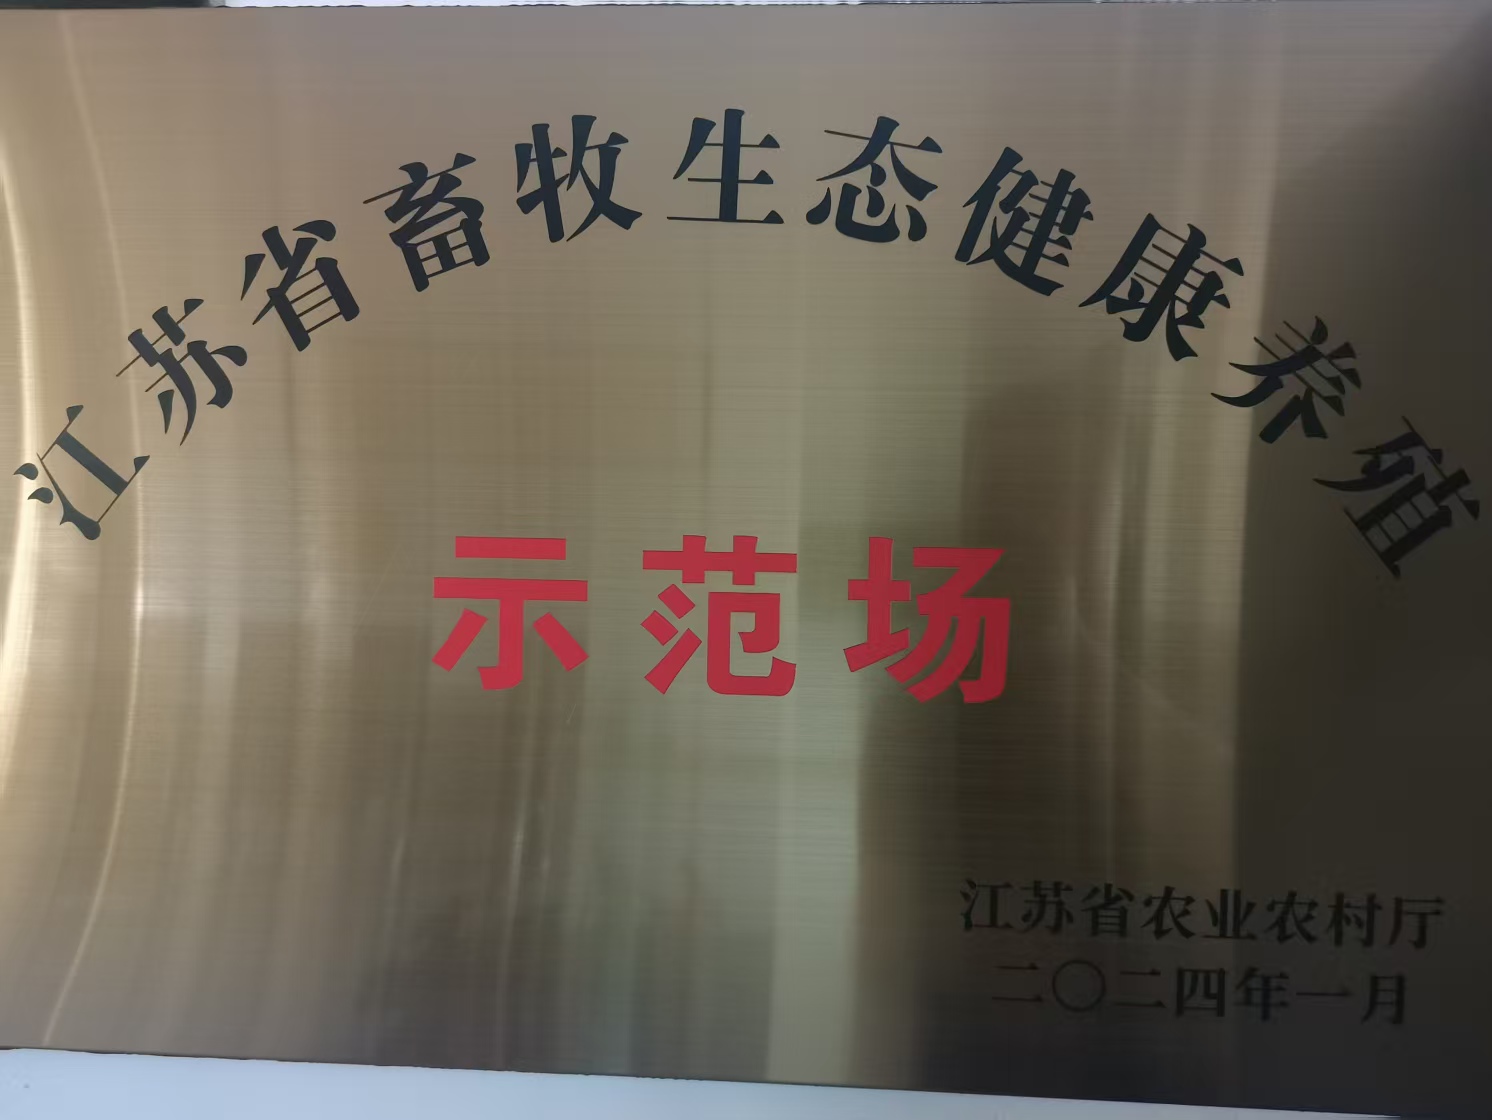 江苏省畜牧生态健康养殖
示范场
江苏省农业农村厅
二〇二四年一月